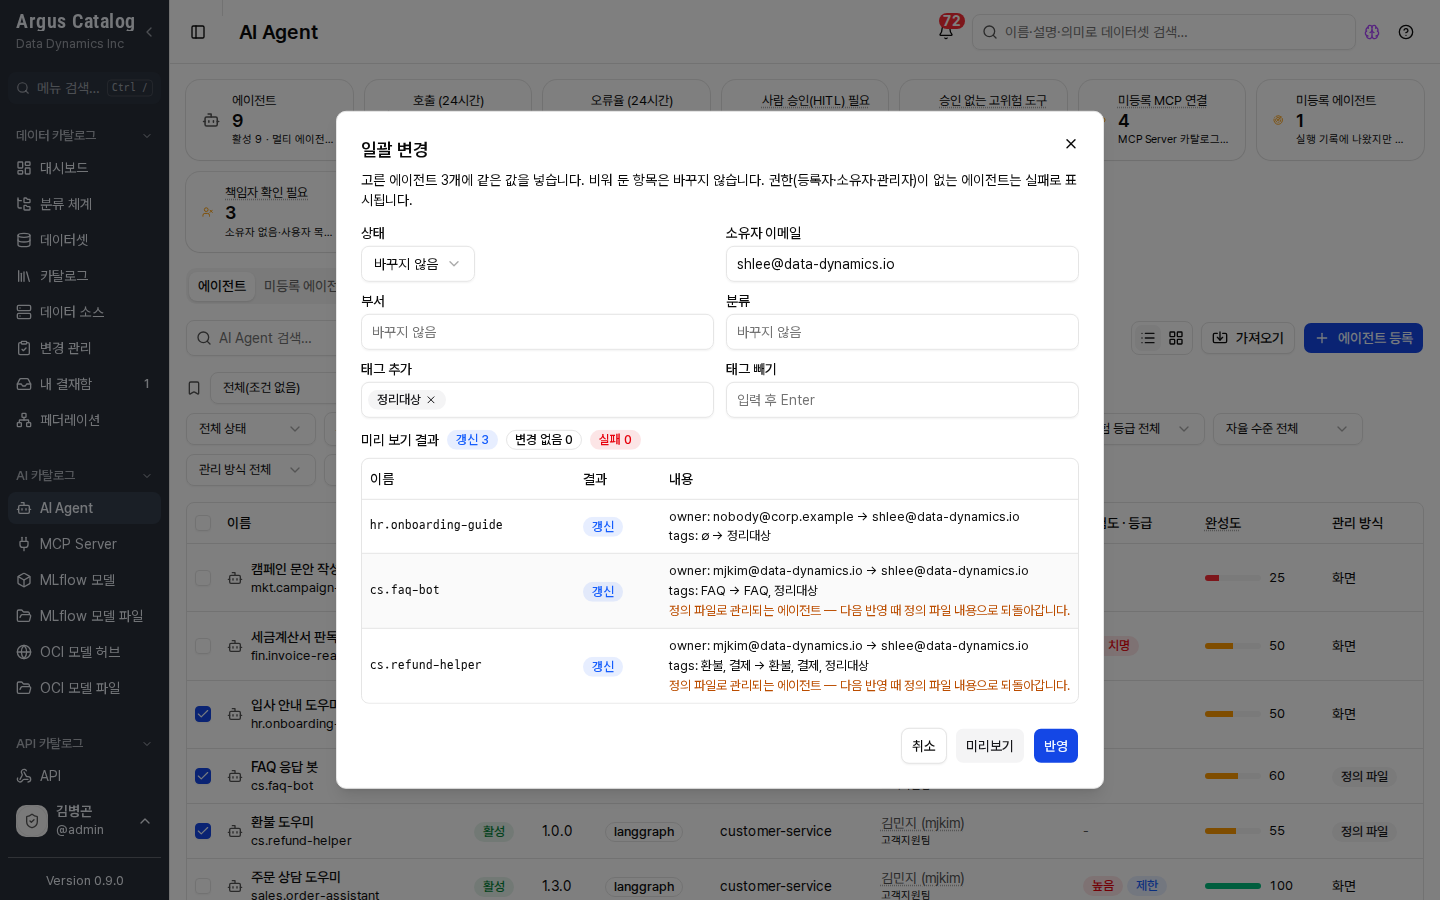 Argus Catalog
Data Dynamics Inc
메뉴 검색... Ctrl /
데이터 카탈로그
대시보드
분류 체계
데이터셋
카탈로그
데이터 소스
변경 관리
내 결재함 1
페더레이션
AI 카탈로그
AI Agent
MCP Server
MLflow 모델
MLflow 모델 파일
OCI 모델 허브
OCI 모델 파일
API 카탈로그
API
김병곤
@admin
Version 0.9.0
AI Agent
72
이름·설명·의미로 데이터셋 검색...
에이전트
9
활성 9 · 멀티 에이전...
호출 (24시간)
오류율 (24시간)
사람 승인(HITL) 필요
승인 없는 고위험 도구
미등록 MCP 연결
4
MCP Server 카탈로그...
미등록 에이전트
1
실행 기록에 나왔지만 ...
책임자 확인 필요
3
소유자 없음·사용자 목...
에이전트 미등록 에이전
AI Agent 검색...
가져오기
에이전트 등록
전체(조건 없음)
전체 상태
등급 전체
자율 수준 전체
관리 방식 전체
일괄 변경
고른 에이전트 3개에 같은 값을 넣습니다. 비워 둔 항목은 바꾸지 않습니다. 권한(등록자·소유자·관리자)이 없는 에이전트는 실패로 표
시됩니다.
상태 소유자 이메일
바꾸지 않음 shlee@data-dynamics.io
부서 분류
바꾸지 않음 바꾸지 않음
태그 추가 태그 빼기
정리대상 입력 후 Enter
미리 보기 결과 갱신 3 변경 없음 0 실패 0
이름 결과 내용
hr.onboarding-guide 갱신 owner: nobody@corp.example → shlee@data-dynamics.io
tags: ∅ → 정리대상
cs.faq-bot 갱신 owner: mjkim@data-dynamics.io → shlee@data-dynamics.io
tags: FAQ → FAQ, 정리대상
정의 파일로 관리되는 에이전트 — 다음 반영 때 정의 파일 내용으로 되돌아갑니다.
cs.refund-helper 갱신 owner: mjkim@data-dynamics.io → shlee@data-dynamics.io
tags: 환불, 결제 → 환불, 결제, 정리대상
정의 파일로 관리되는 에이전트 — 다음 반영 때 정의 파일 내용으로 되돌아갑니다.
취소 미리보기 반영
이름 · 등급 완성도 관리 방식
캠페인 문안 작성
mkt.campaign 25 화면
세금계산서 판독
fin.invoice-rea 치명 50 화면
입사 안내 도우미
hr.onboarding- 50 화면
FAQ 응답 봇
cs.faq-bot 60 정의 파일
환불 도우미
cs.refund-helper 활성 1.0.0 langgraph customer-service 김민지 (mjkim) 고객지원팀 - 55 정의 파일
주문 상담 도우미
sales.order-assistant 활성 1.3.0 langgraph customer-service 김민지 (mjkim) 고객지원팀 높음 제한 100 화면